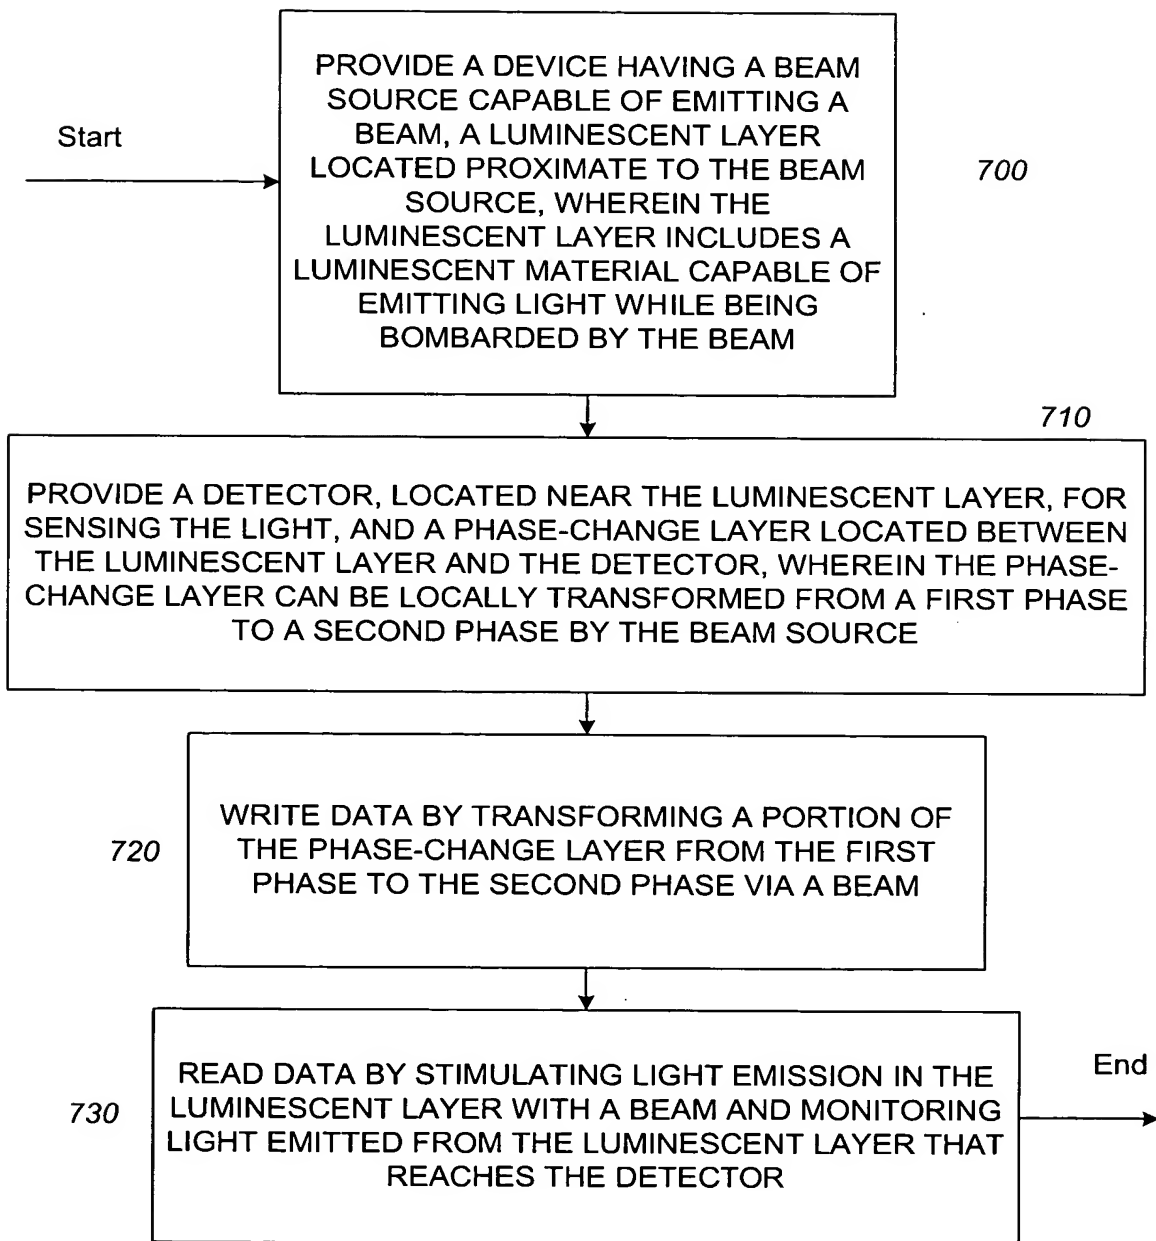 PROVIDE A DEVICE HAVING A BEAM
SOURCE CAPABLE OF EMITTING A
BEAM, A LUMINESCENT LAYER
LOCATED PROXIMATE TO THE BEAM
SOURCE, WHEREIN THE
LUMINESCENT LAYER INCLUDES A
LUMINESCENT MATERIAL CAPABLE OF
EMITTING LIGHT WHILE BEING
BOMBARDED BY THE BEAM
Start
700
710
PROVIDE A DETECTOR, LOCATED NEAR THE LUMINESCENT LAYER, FOR
SENSING THE LIGHT, AND A PHASE-CHANGE LAYER LOCATED BETWEEN
THE LUMINESCENT LAYER AND THE DETECTOR, WHEREIN THE PHASE-
CHANGE LAYER CAN BE LOCALLY TRANSFORMED FROM A FIRST PHASE
TO A SECOND PHASE BY THE BEAM SOURCE
720
WRITE DATA BY TRANSFORMING A PORTION OF
THE PHASE-CHANGE LAYER FROM THE FIRST
PHASE TO THE SECOND PHASE VIA A BEAM
730
READ DATA BY STIMULATING LIGHT EMISSION IN THE
LUMINESCENT LAYER WITH A BEAM AND MONITORING
LIGHT EMITTED FROM THE LUMINESCENT LAYER THAT
REACHES THE DETECTOR
End